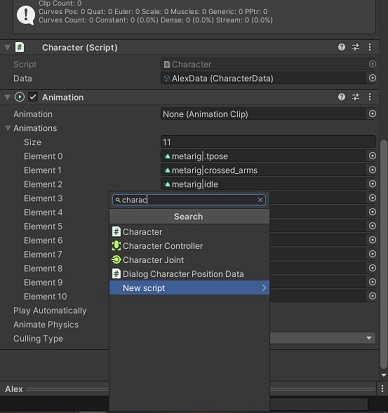 Clip Count: 0
Curves Pos: 0 Quat: 0 Euler: 0 Scale: 0 Muscles: 0 Generic: 0 PPtr: 0
Curves Count: 0 Constant: 0 (0.0%) Dense: 0 (0.0%) Stream: 0 (0.0%)
Character (Script)
Script Character
Data AlexData (CharacterData)
Animation
Animation None (Animation Clip)
Animations
Size 11
Element 0 metarig|.tpose
Element 1 metarig|crossed_arms
Element 2 metarig|idle
Element 3
Element 4
Element 5
Element 6
Element 7
Element 8
Element 9
Element 10
Play Automatically
Animate Physics
Culling Type
charac
Search
Character
Character Controller
Character Joint
Dialog Character Position Data
New script
Alex